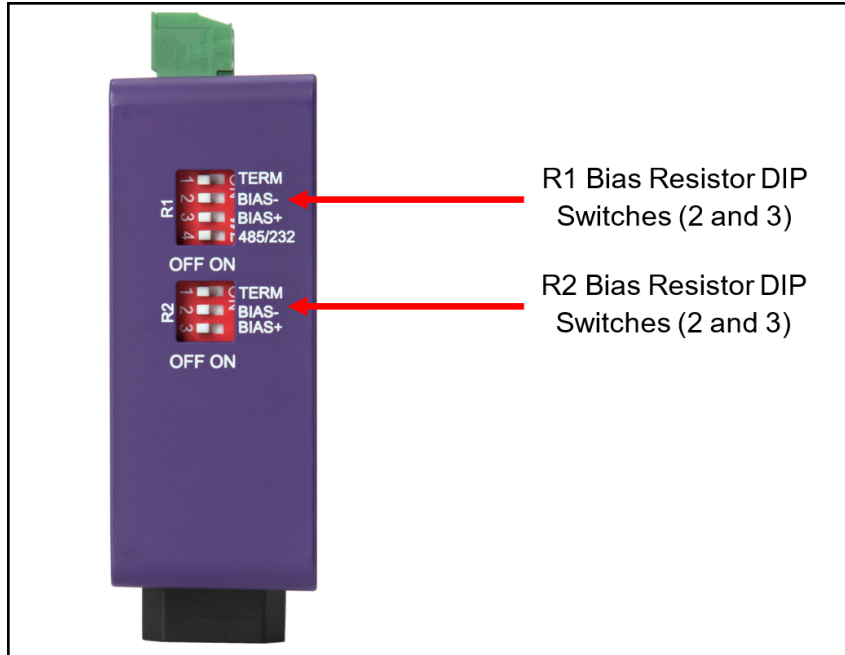 R1
1 TERM
2 BIAS-
3 BIAS+
4 485/232
OFF ON
R2
1 TERM
2 BIAS-
3 BIAS+
OFF ON
R1 Bias Resistor DIP
Switches (2 and 3)
R2 Bias Resistor DIP
Switches (2 and 3)